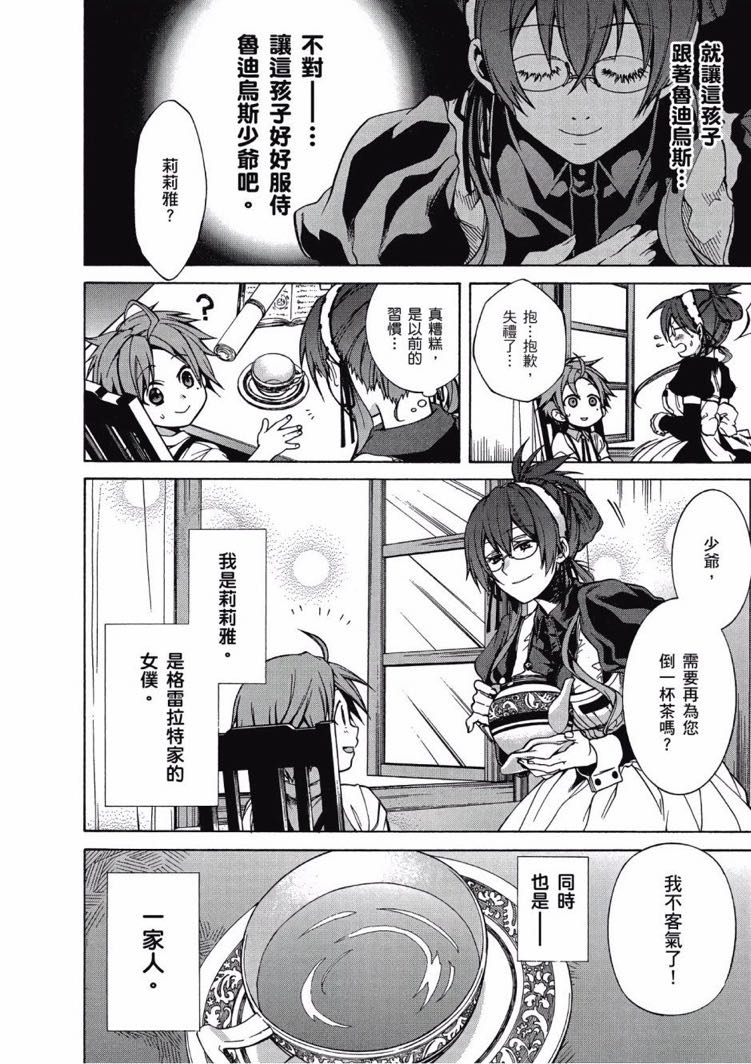 就讓這孩子
跟著魯迪烏斯…
不對——…
讓這孩子好好服侍
魯迪烏斯少爺吧。
莉莉雅？
抱…抱歉，
失禮了…
真糟糕，
是以前的
習慣…
?
少爺，
需要再為您
倒一杯茶嗎？
我是莉莉雅。
是格雷拉特家的
女僕。
我不客氣了！
同時
也是——
一家人。